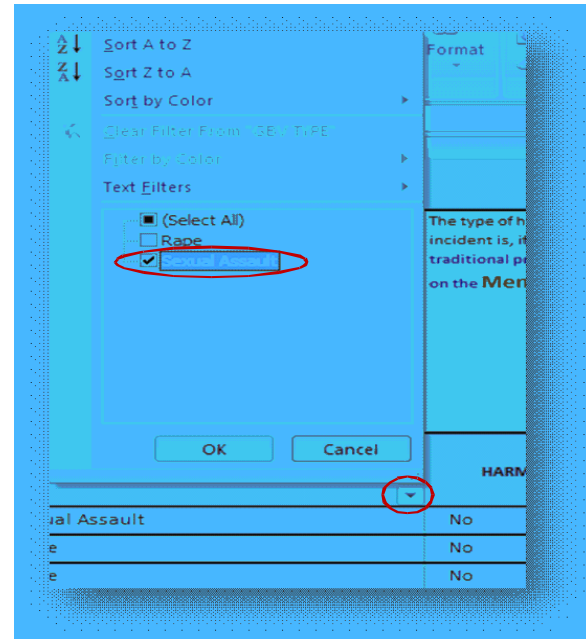 Sort A to Z
Format
Sort Z to A
Sort by Color
Clear Filter From "GBV TYPE"
Filter by Color
Text Filters
(Select All)
Rape
Sexual Assault
The type of h
incident is, if
traditional
on the Men
OK Cancel
HARM
ual Assault No
e No
e No